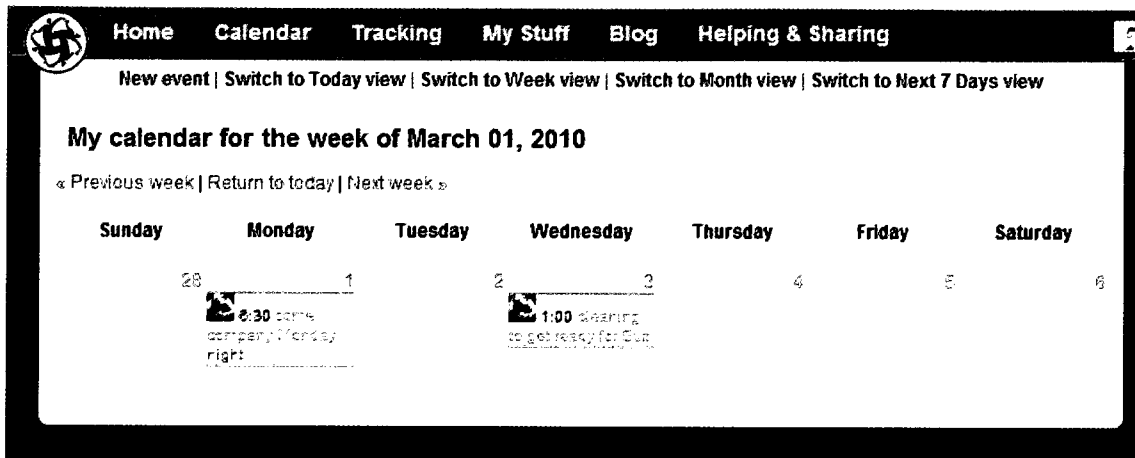 Home Calendar Tracking My Stuff Blog Helping & Sharing
New event | Switch to Today view | Switch to Week view | Switch to Month view | Switch to Next 7 Days view
My calendar for the week of March 01, 2010
« Previous week | Return to today | Next week »
Sunday Monday Tuesday Wednesday Thursday Friday Saturday
28 1 2 3 4 5 6
6:30 some
company Monday
right
1:00 cleaning
to get ready for